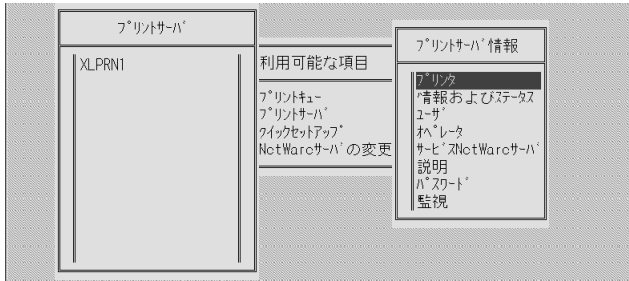 プリントサーバ
XLPRN1
利用可能な項目
プリントキュー
プリントサーバ
クイックセットアップ
NetWareサーバの変更
プリントサーバ情報
プリンタ
情報およびステータス
ユーザ
オペレータ
サービスNetWareサーバ
説明
パスワード
監視